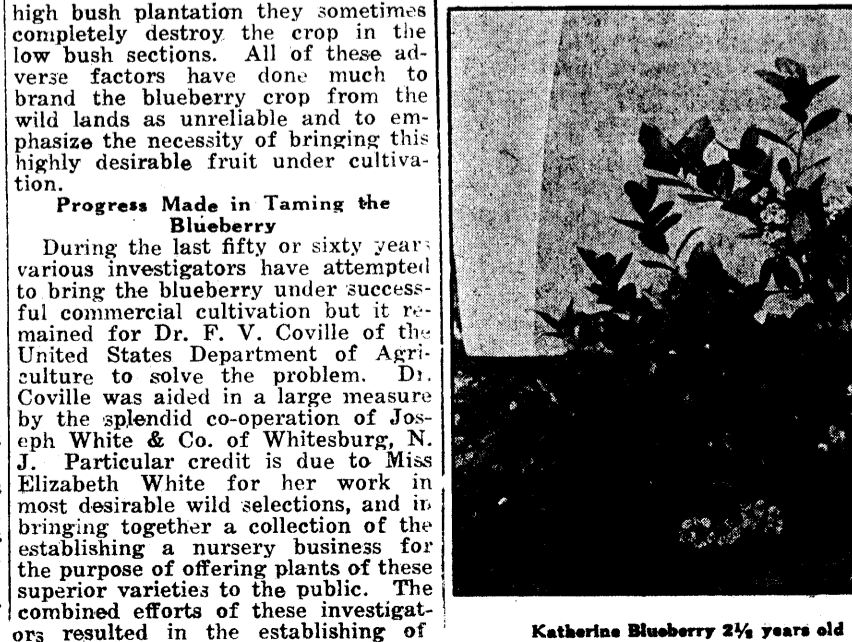 high bush plantation they sometimes
completely destroy the crop in the
low bush sections. All of these ad-
verse factors have done much to
brand the blueberry crop from the
wild lands as unreliable and to em-
phasize the necessity of bringing this
highly desirable fruit under cultiva-
tion.
Progress Made in Taming the
Blueberry
During the last fifty or sixty years
various investigators have attempted
to bring the blueberry under success-
ful commercial cultivation but it re-
mained for Dr. F. V. Coville of the
United States Department of Agri-
culture to solve the problem. Dr.
Coville was aided in a large measure
by the splendid co-operation of Jos-
eph White & Co. of Whitesburg, N.
J. Particular credit is due to Miss
Elizabeth White for her work in
most desirable wild selections, and in
bringing together a collection of the
establishing a nursery business for
the purpose of offering plants of these
superior varieties to the public. The
combined efforts of these investigat-
ors resulted in the establishing of
Katherine Blueberry 2½ years old